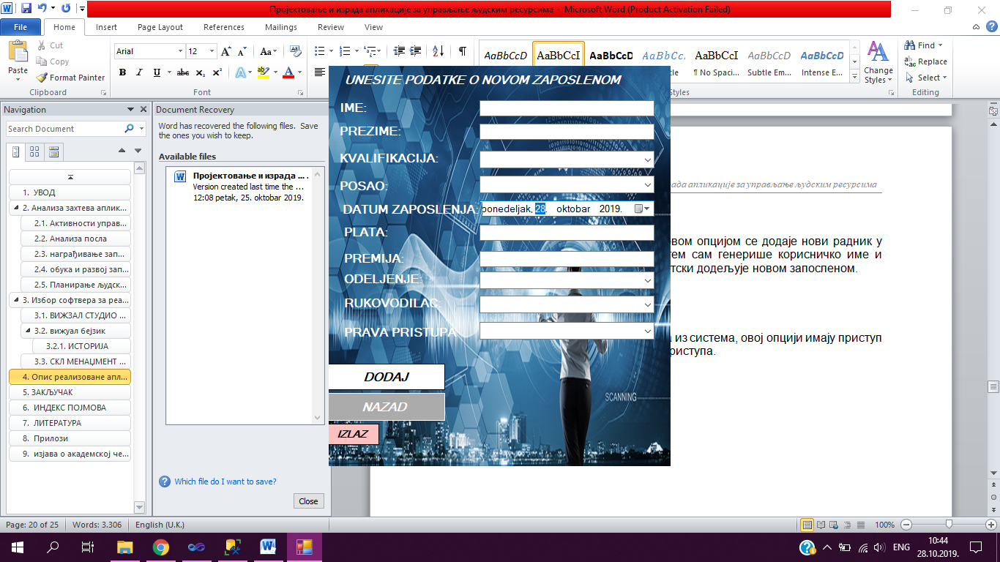 Пројектовање и израда апликације за управљање људским ресурсима - Microsoft Word (Product Activation Failed)
File Home Insert Page Layout References Mailings Review View
Paste
Cut
Copy
Format Painter
Clipboard
Arial 12
Font
AaBbCcD AaBbCcI AaBbCcD AaBbCc. AaBbCcI AaBbCcD AaBbCcD
¶ No Spaci... Subtle Em... Intense E...
Styles
Change
Styles
Find
Replace
Select
Editing
Navigation
Search Document
1. УВОД
2. Анализа захтева аплик...
2.1. Активности управ...
2.2. Анализа посла
2.3. награђивање зап...
2.4. обука и развој зап...
2.5. Планирање људск...
3. Избор софтвера за реа...
3.1. ВИЖЗАЛ СТУДИО ...
3.2. вижуал бејзик
3.2.1. ИСТОРИЈА
3.3. СКЛ МЕНАЏМЕНТ ...
4. Опис реализоване апл...
5. ЗАКЉУЧАК
6. ИНДЕКС ПОЈМОВА
7. ЛИТЕРАТУРА
8. Прилози
9. изјава о академској че...
Document Recovery
Word has recovered the following files. Save
the ones you wish to keep.
Available files
Пројектовање и израда ... .
Version created last time the ...
12:08 petak, 25. oktobar 2019.
Which file do I want to save?
Close
UNESITE PODATKE O NOVOM ZAPOSLENOM
IME:
PREZIME:
KVALIFIKACIJA:
POSAO:
DATUM ZAPOSLENJA: ponedeljak, 28. oktobar 2019.
PLATA:
PREMIJA:
ODELJENJE:
RUKOVODILAC:
PRAVA PRISTUPA
DODAJ
NAZAD
IZLAZ
SCANNING
апликације за управљање људским ресурсима
опцијом се додаје нови радник у
сам генерише корисничко име и
додељује новом запосленом.
из система, овој опцији имају приступ
Page: 20 of 25 Words: 3.306 English (U.K.) 100%
ENG
10:44
28.10.2019.